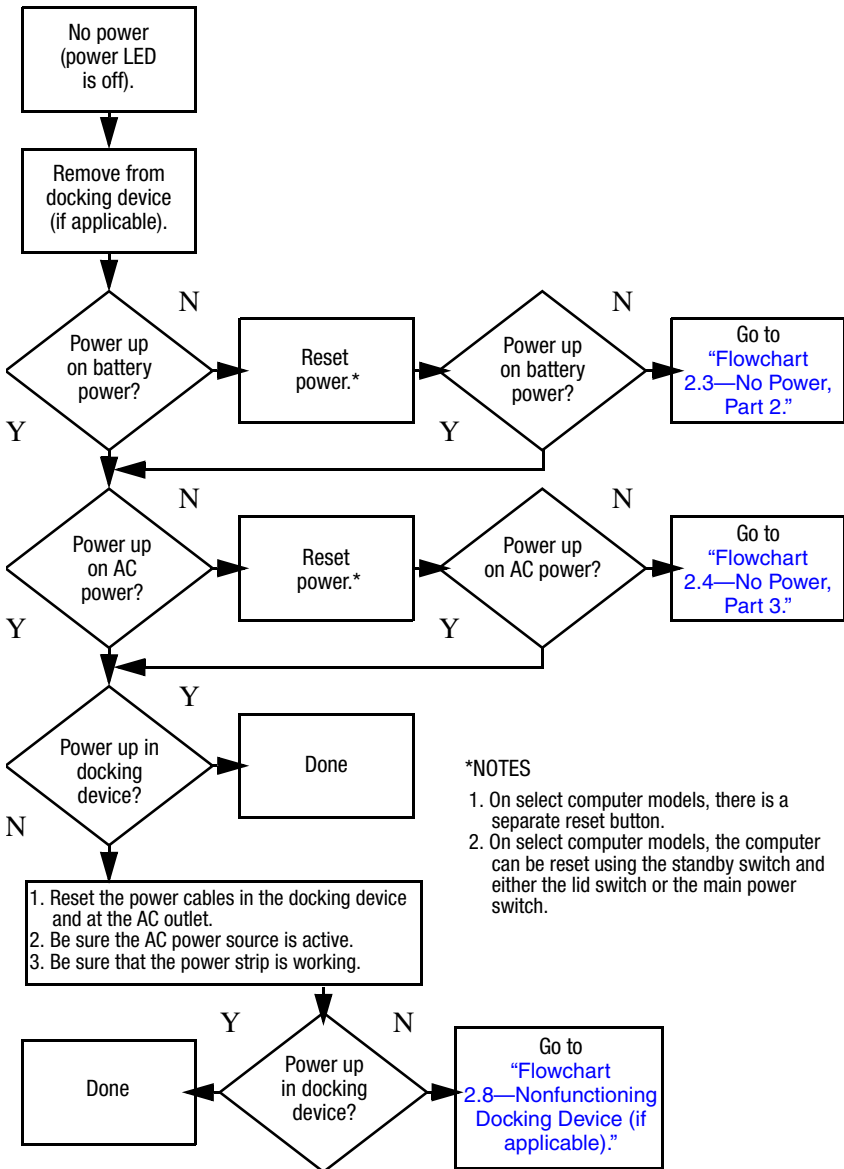 No power
(power LED
is off).
Remove from
docking device
(if applicable).
N
Power up
on battery
power?
Y
Reset
power.*
N
Power up
on battery
power?
Y
Go to
“Flowchart
2.3—No Power,
Part 2.”
N
Power up
on AC
power?
Y
Reset
power.*
N
Power up
on AC power?
Y
Go to
“Flowchart
2.4—No Power,
Part 3.”
Y
Power up in
docking
device?
N
Done
*NOTES
1. On select computer models, there is a
separate reset button.
2. On select computer models, the computer
can be reset using the standby switch and
either the lid switch or the main power
switch.
1. Reset the power cables in the docking device
and at the AC outlet.
2. Be sure the AC power source is active.
3. Be sure that the power strip is working.
Y
N
Done
Power up
in docking
device?
Go to
“Flowchart
2.8—Nonfunctioning
Docking Device (if
applicable).”